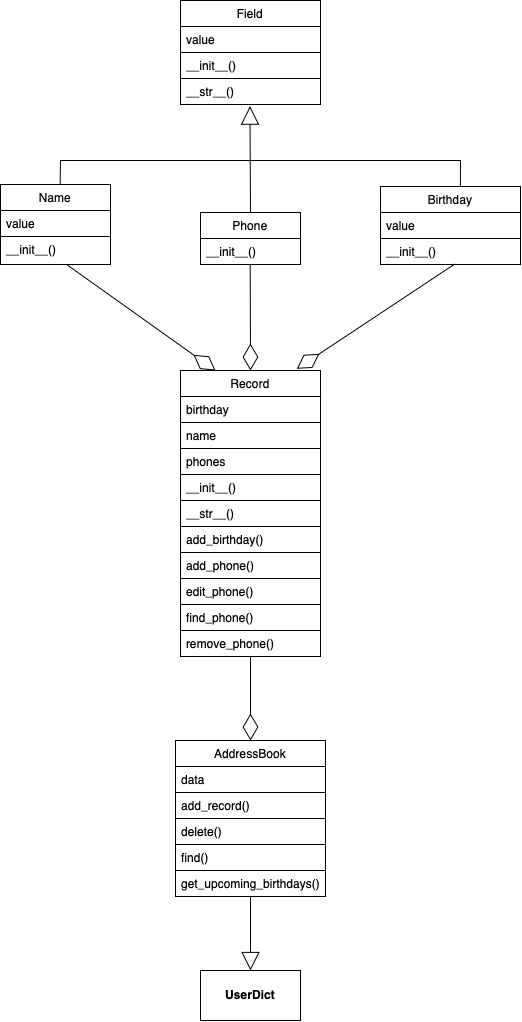 Field
value
__init__()
__str__()
Name
value
__init__()
Phone
__init__()
Birthday
value
__init__()
Record
birthday
name
phones
__init__()
__str__()
add_birthday()
add_phone()
edit_phone()
find_phone()
remove_phone()
AddressBook
data
add_record()
delete()
find()
get_upcoming_birthdays()
UserDict